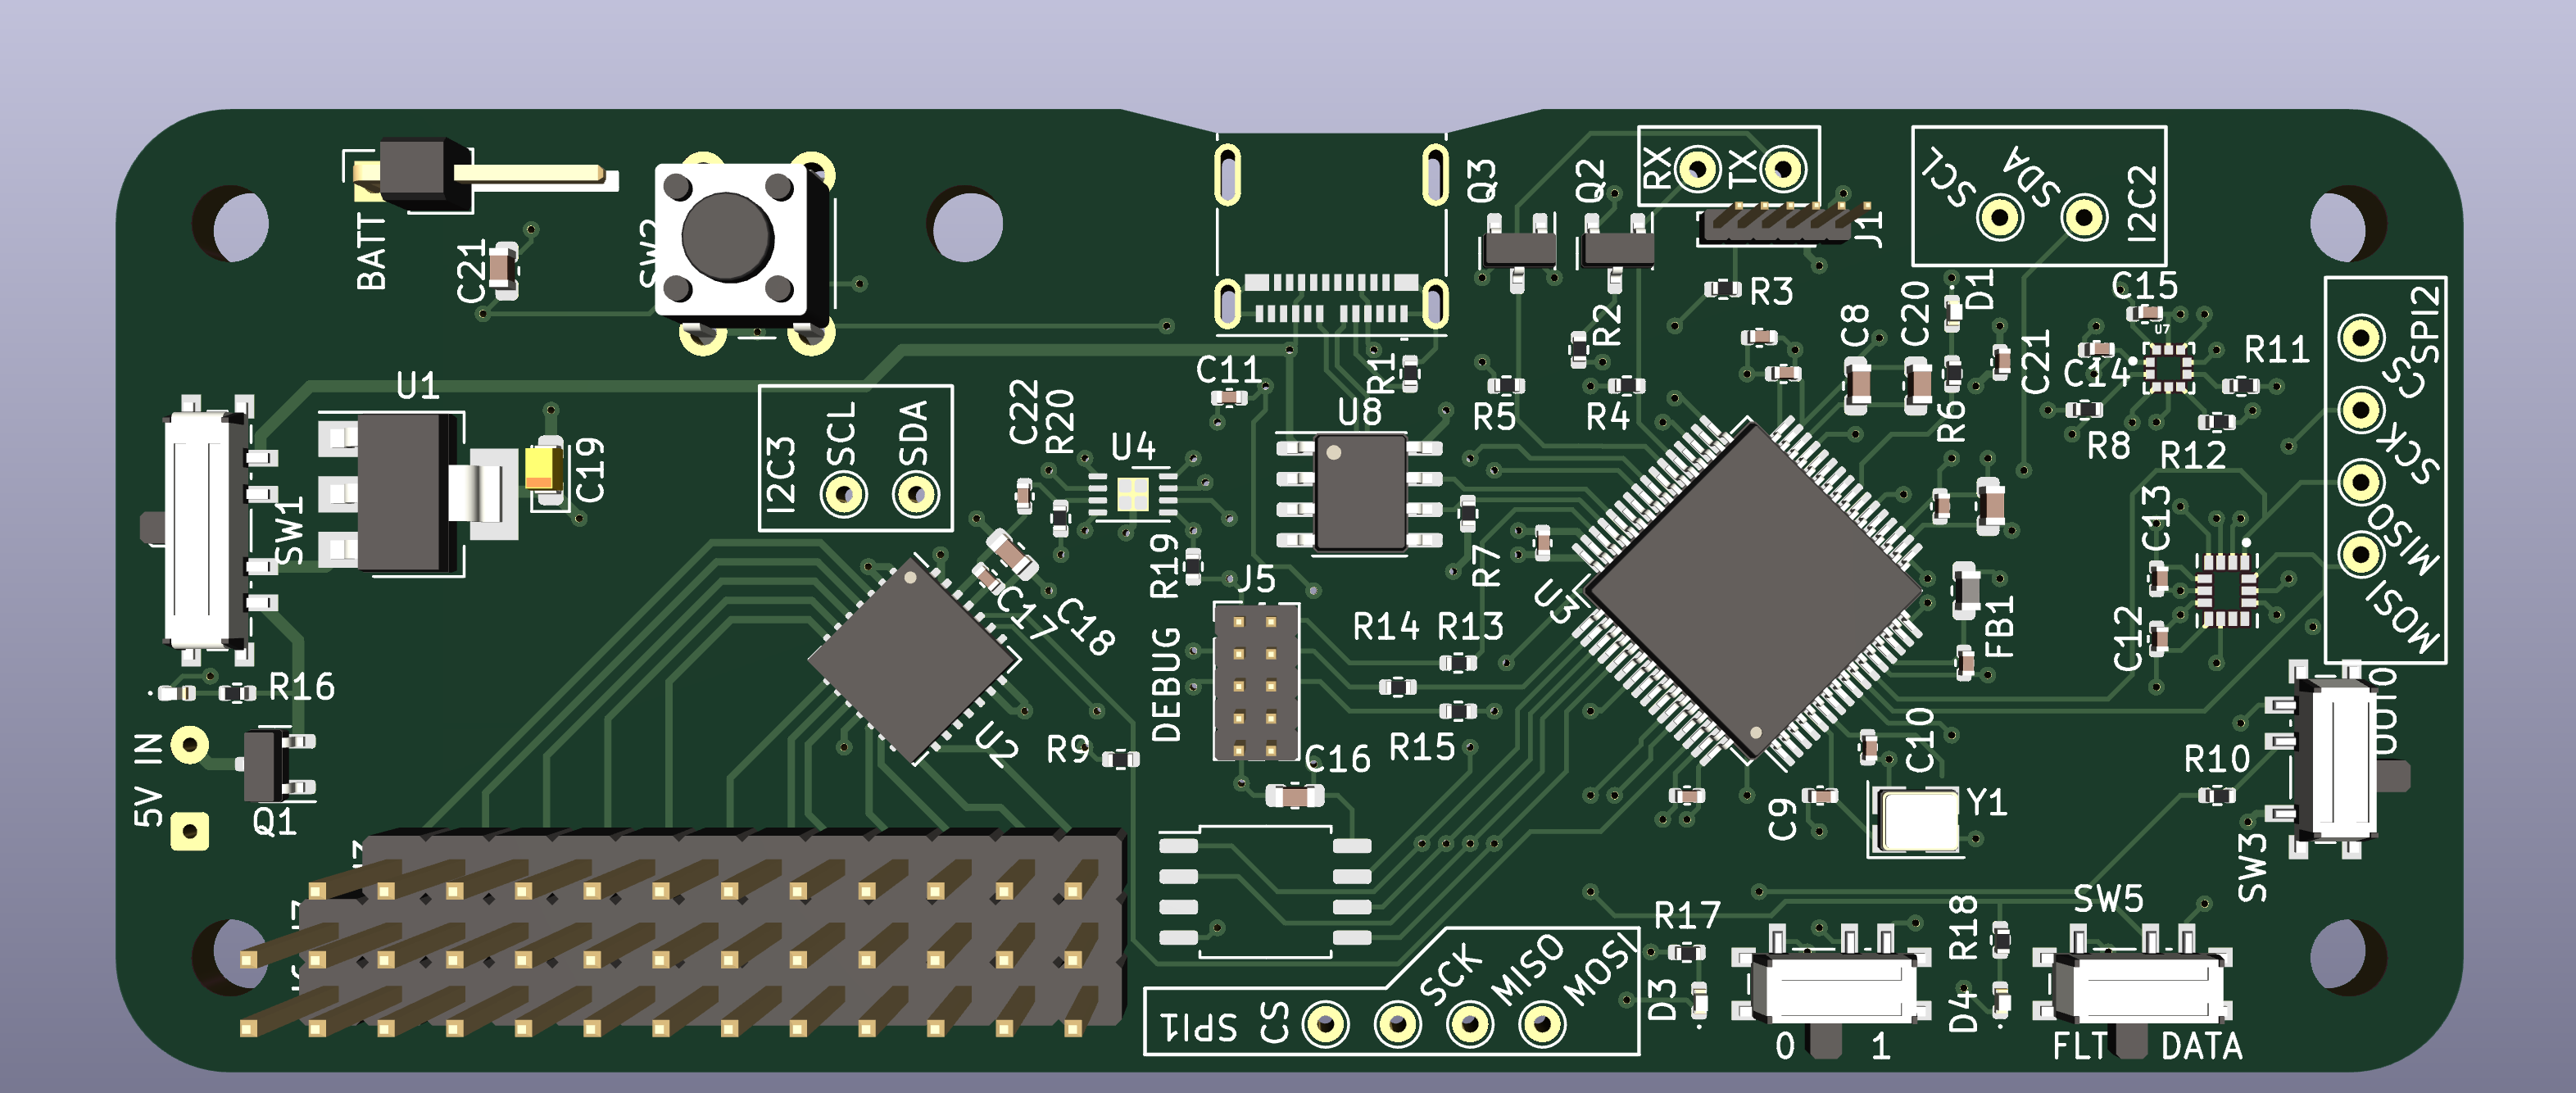 BATT
C21
SW2
Q3
Q2
RX
TX
J1
SCL
SDA
I2C2
R3
R2
C8
C20
D1
C21
C15
U7
R11
SPI2
CS
SCK
MISO
MOSI
U1
C19
SW1
I2C3
SCL
SDA
C22
R20
U4
C11
R1
U8
R5
R4
R6
C14
R8
R12
C13
C12
R19
J5
R7
U3
C17
C18
DEBUG
R14
R13
FB1
R16
U2
R9
R15
C16
C10
C9
Y1
R10
SW3
5V IN
Q1
R17
D3
R18
D4
SW5
SPI1
CS
SCK
MISO
MOSI
0
1
FLT
DATA